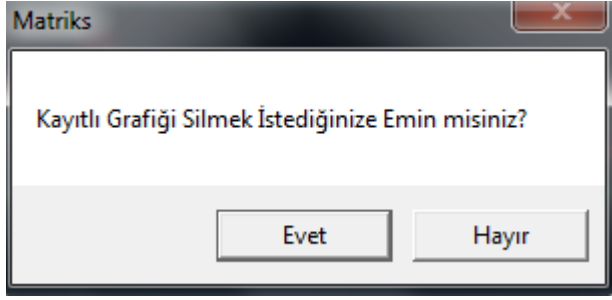 Matriks
Kayıtlı Grafiği Silmek İstediğinize Emin misiniz?
Evet
Hayır